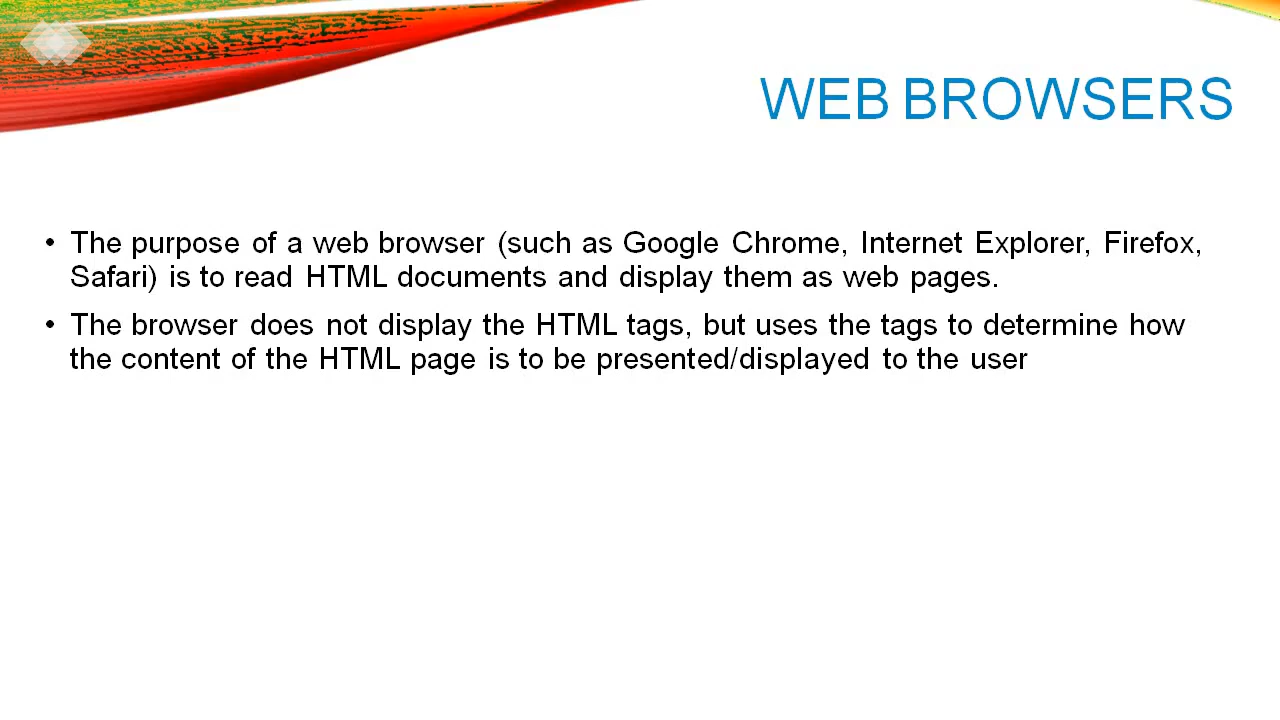 WEB BROWSERS
• The purpose of a web browser (such as Google Chrome, Internet Explorer, Firefox,
Safari) is to read HTML documents and display them as web pages.
• The browser does not display the HTML tags, but uses the tags to determine how
the content of the HTML page is to be presented/displayed to the user